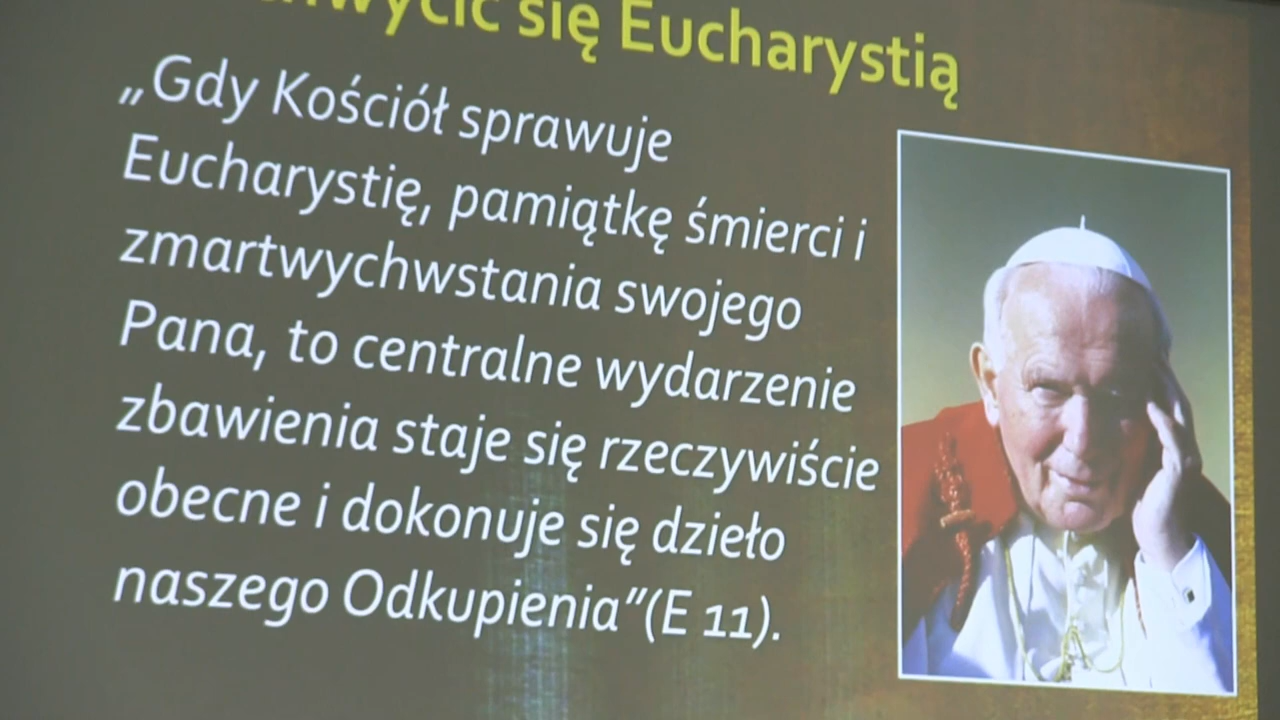 się Eucharystią
„Gdy Kościół sprawuje
Eucharystię, pamiątkę śmierci i
zmartwychwstania swojego
Pana, to centralne wydarzenie
zbawienia staje się rzeczywiście
obecne i dokonuje się dzieło
naszego Odkupienia”(E 11).